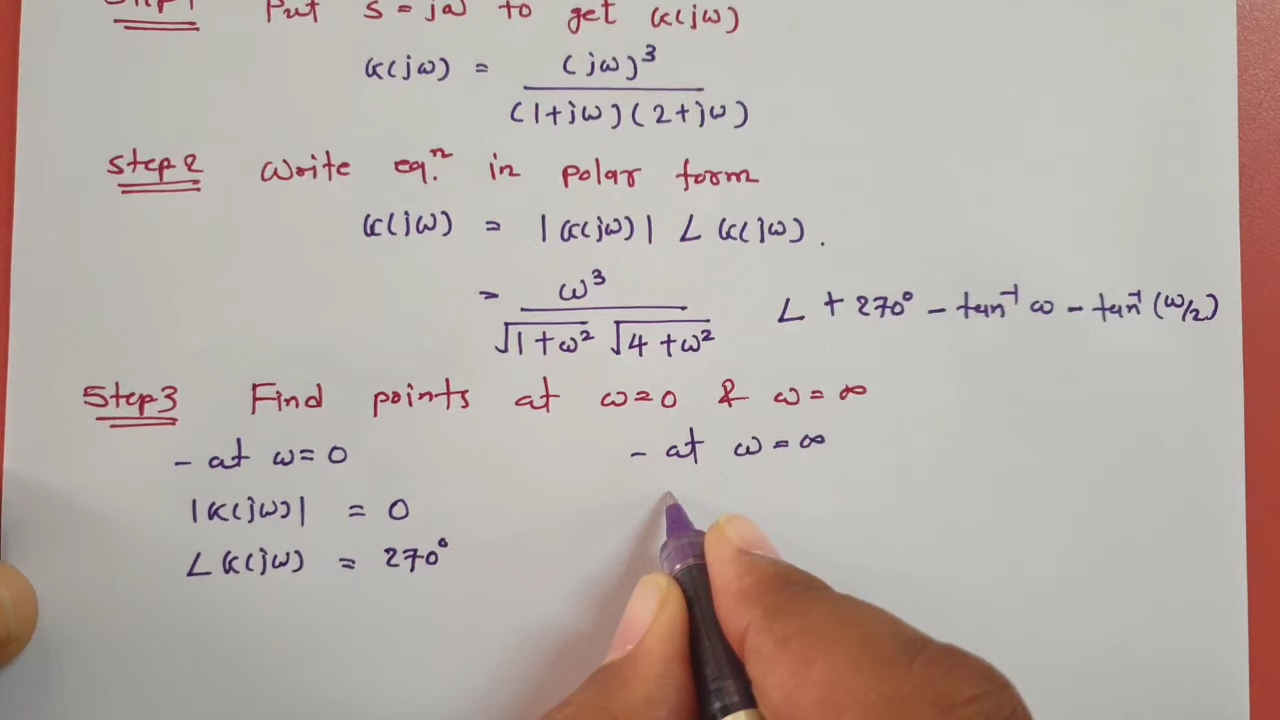 Step1 Put s = jω to get K(jω)
K(jω) = (jω)³ / (1+jω)(2+jω)
Step2 Write eq.ⁿ in polar form
K(jω) = |K(jω)| ∠ K(jω).
= ω³ / √1+ω² √4+ω² ∠ +270° – tan⁻¹ ω – tan⁻¹ (ω/2)
Step3 Find points at ω=0 & ω=∞
– at ω=0
|K(jω)| = 0
∠K(jω) = 270°
– at ω=∞